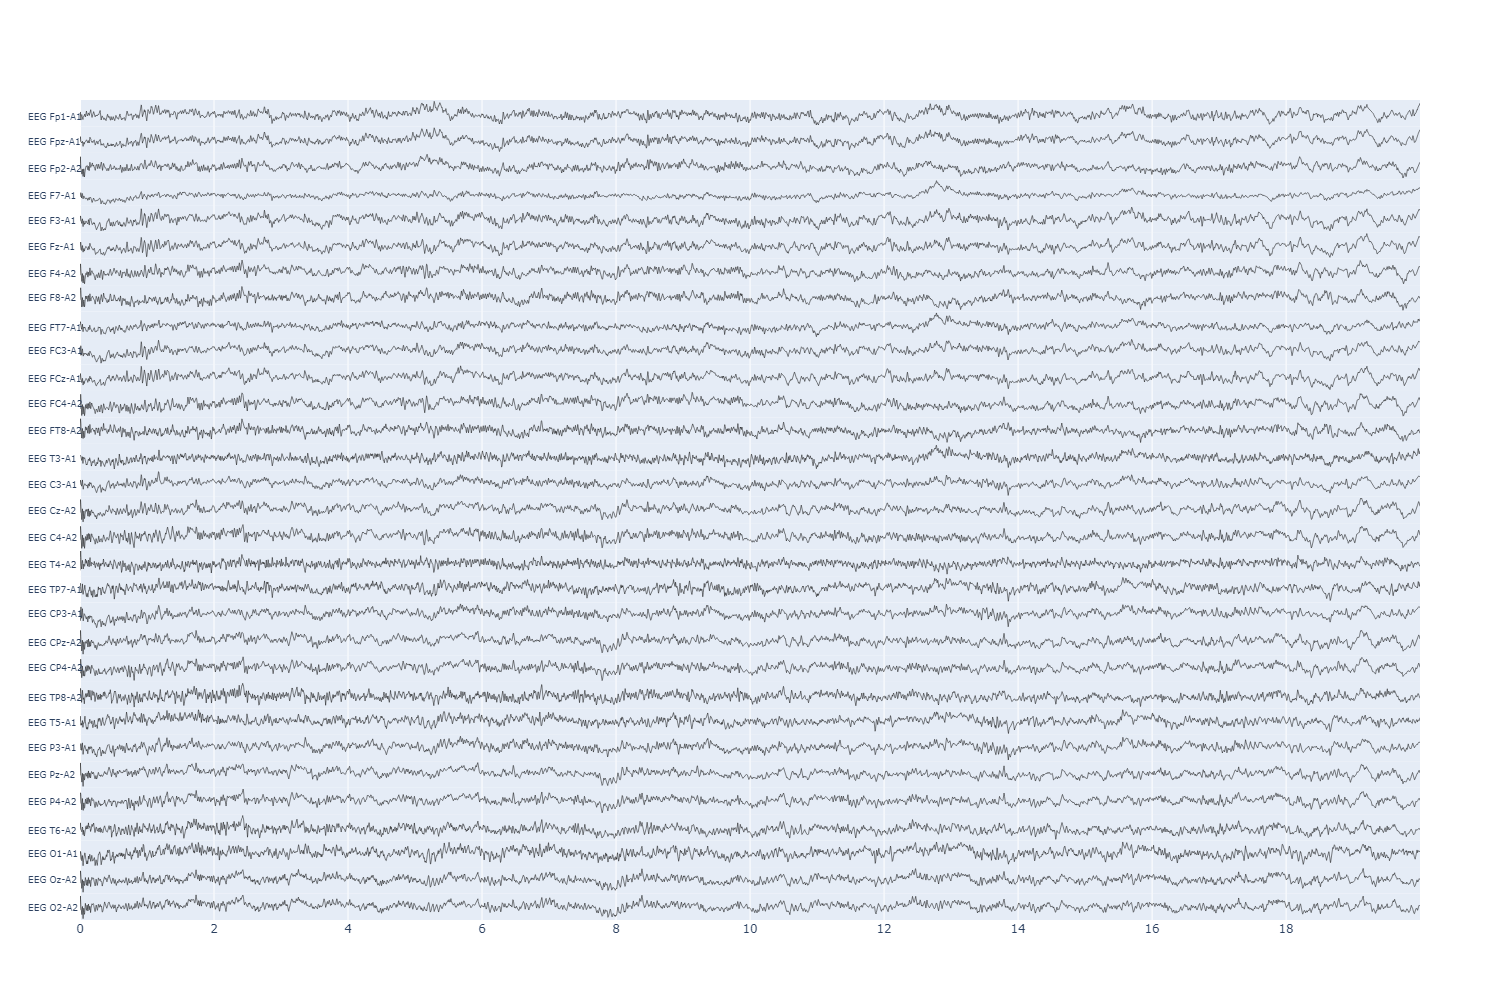 EEG Fp1-A1
EEG Fpz-A1
EEG Fp2-A2
EEG F7-A1
EEG F3-A1
EEG Fz-A1
EEG F4-A2
EEG F8-A2
EEG FT7-A1
EEG FC3-A1
EEG FCz-A1
EEG FC4-A2
EEG FT8-A2
EEG T3-A1
EEG C3-A1
EEG Cz-A2
EEG C4-A2
EEG T4-A2
EEG TP7-A1
EEG CP3-A1
EEG CPz-A2
EEG CP4-A2
EEG TP8-A2
EEG T5-A1
EEG P3-A1
EEG Pz-A2
EEG P4-A2
EEG T6-A2
EEG O1-A1
EEG Oz-A2
EEG O2-A2
0 2 4 6 8 10 12 14 16 18